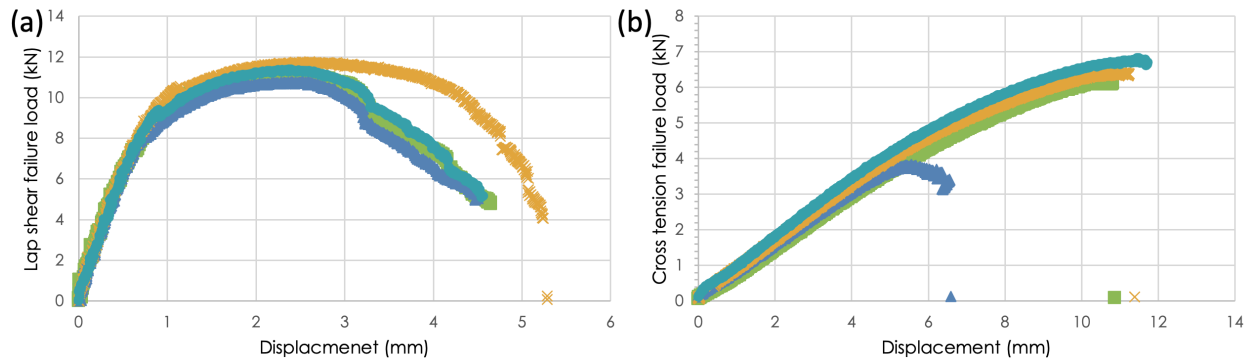 (a)
Lap shear failure load (kN)
14
12
10
8
6
4
2
0
0 1 2 3 4 5 6
Displacmenet (mm)
(b)
Cross tension failure load (kN)
8
7
6
5
4
3
2
1
0
0 2 4 6 8 10 12 14
Displacement (mm)